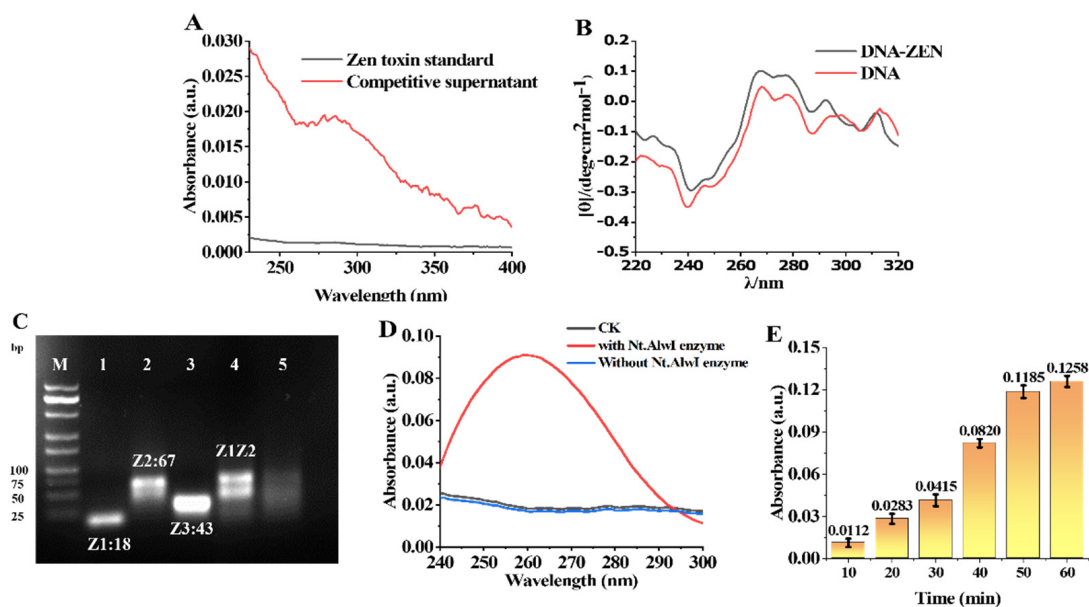 A
Absorbance (a.u.)
0.030
0.025
0.020
0.015
0.010
0.005
0.000
Zen toxin standard
Competitive supernatant
250 300 350 400
Wavelength (nm)
B
|θ|/deg•cm²mol⁻¹
0.2
0.1
0.0
-0.1
-0.2
-0.3
-0.4
-0.5
DNA-ZEN
DNA
220 240 260 280 300 320
λ/nm
C
bp
M 1 2 3 4 5
100
75
50
25
Z1:18
Z2:67
Z3:43
Z1Z2
D
Absorbance (a.u.)
0.10
0.08
0.06
0.04
0.02
0.00
CK
with Nt.AlwI enzyme
Without Nt.AlwI enzyme
240 250 260 270 280 290 300
Wavelength (nm)
E
Absorbance (a.u.)
0.15
0.12
0.09
0.06
0.03
0.00
0.0112
0.0283
0.0415
0.0820
0.1185
0.1258
10 20 30 40 50 60
Time (min)